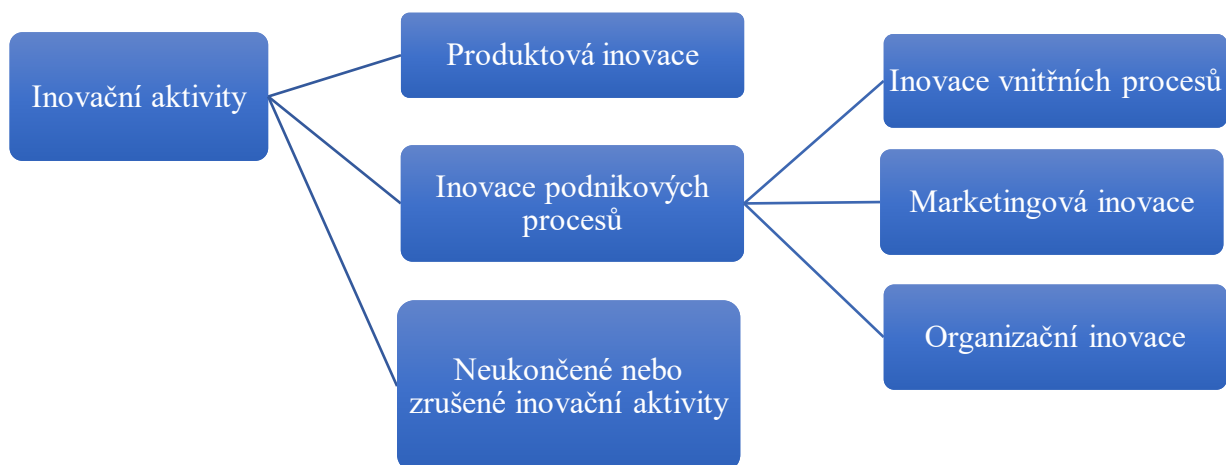 Inovační aktivity
Produktová inovace
Inovace podnikových
procesů
Neukončené nebo
zrušené inovační aktivity
Inovace vnitřních procesů
Marketingová inovace
Organizační inovace